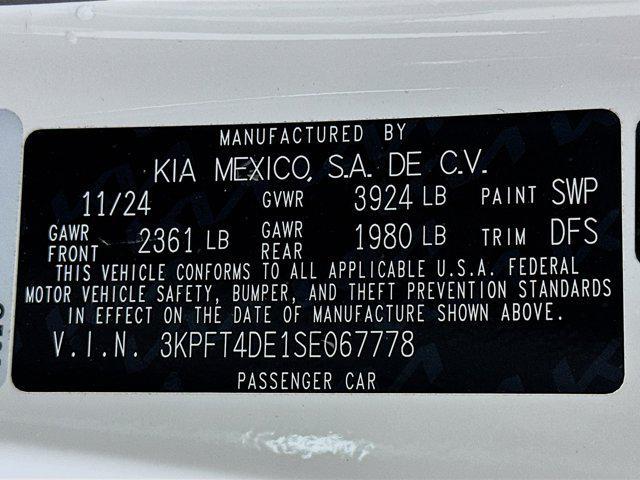 MANUFACTURED BY
KIA MEXICO, S.A. DE C.V.
11/24 GVWR 3924 LB PAINT SWP
GAWR FRONT 2361 LB GAWR REAR 1980 LB TRIM DFS
THIS VEHICLE CONFORMS TO ALL APPLICABLE U.S.A. FEDERAL
MOTOR VEHICLE SAFETY, BUMPER, AND THEFT PREVENTION STANDARDS
IN EFFECT ON THE DATE OF MANUFACTURE SHOWN ABOVE.
V.I.N. 3KPFT4DE1SE067778
PASSENGER CAR